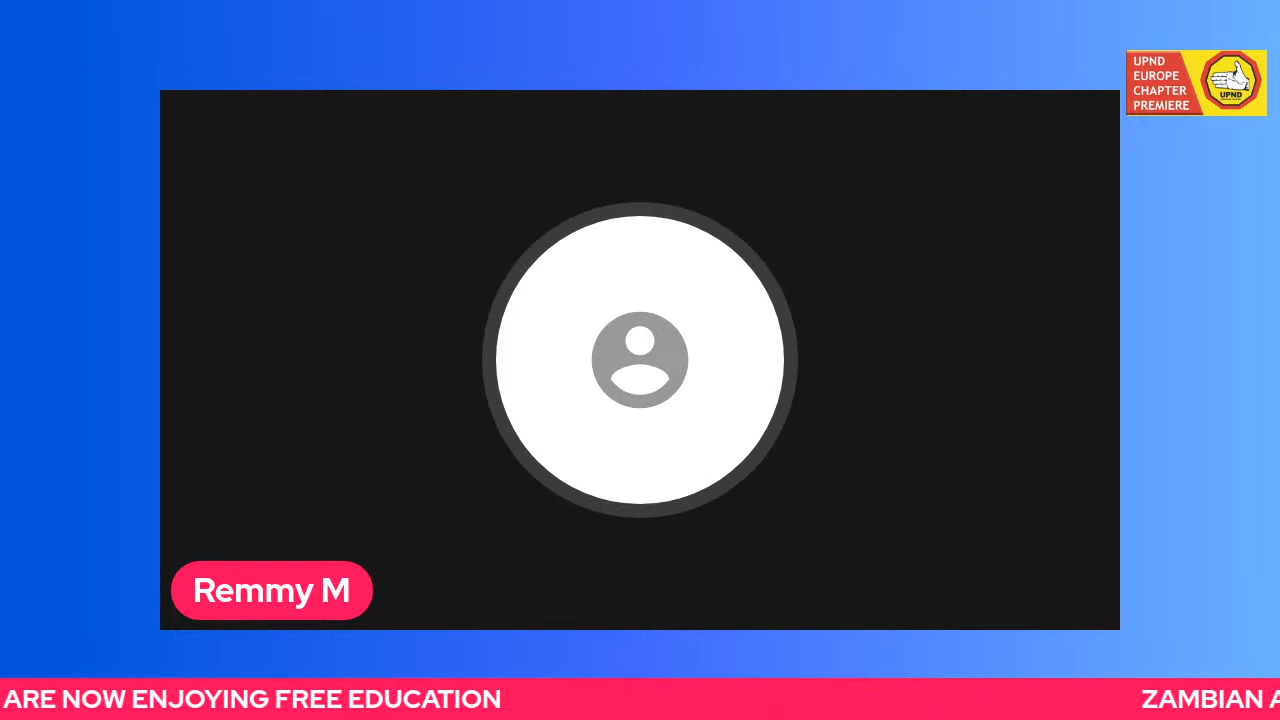 UPND
EUROPE
CHAPTER
PREMIERE
UPND
Remmy M
ARE NOW ENJOYING FREE EDUCATION
ZAMBIAN A